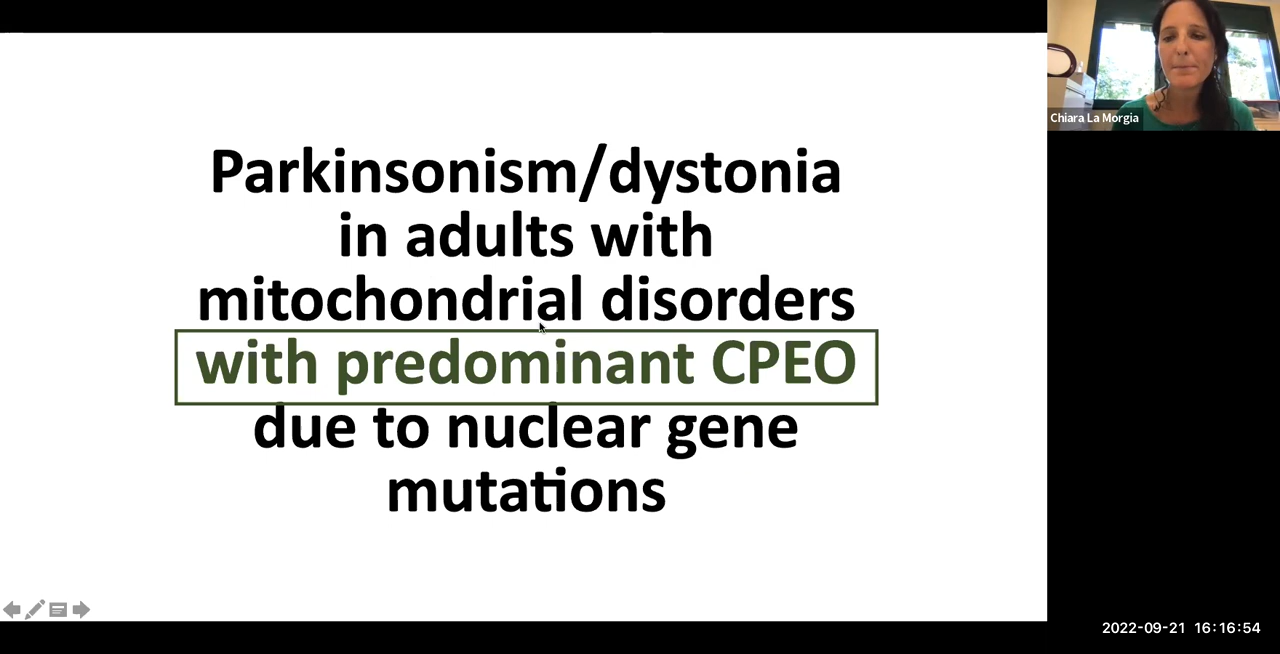 Parkinsonism/dystonia
in adults with
mitochondrial disorders
with predominant CPEO
due to nuclear gene
mutations
Chiara La Morgia
2022-09-21 16:16:54